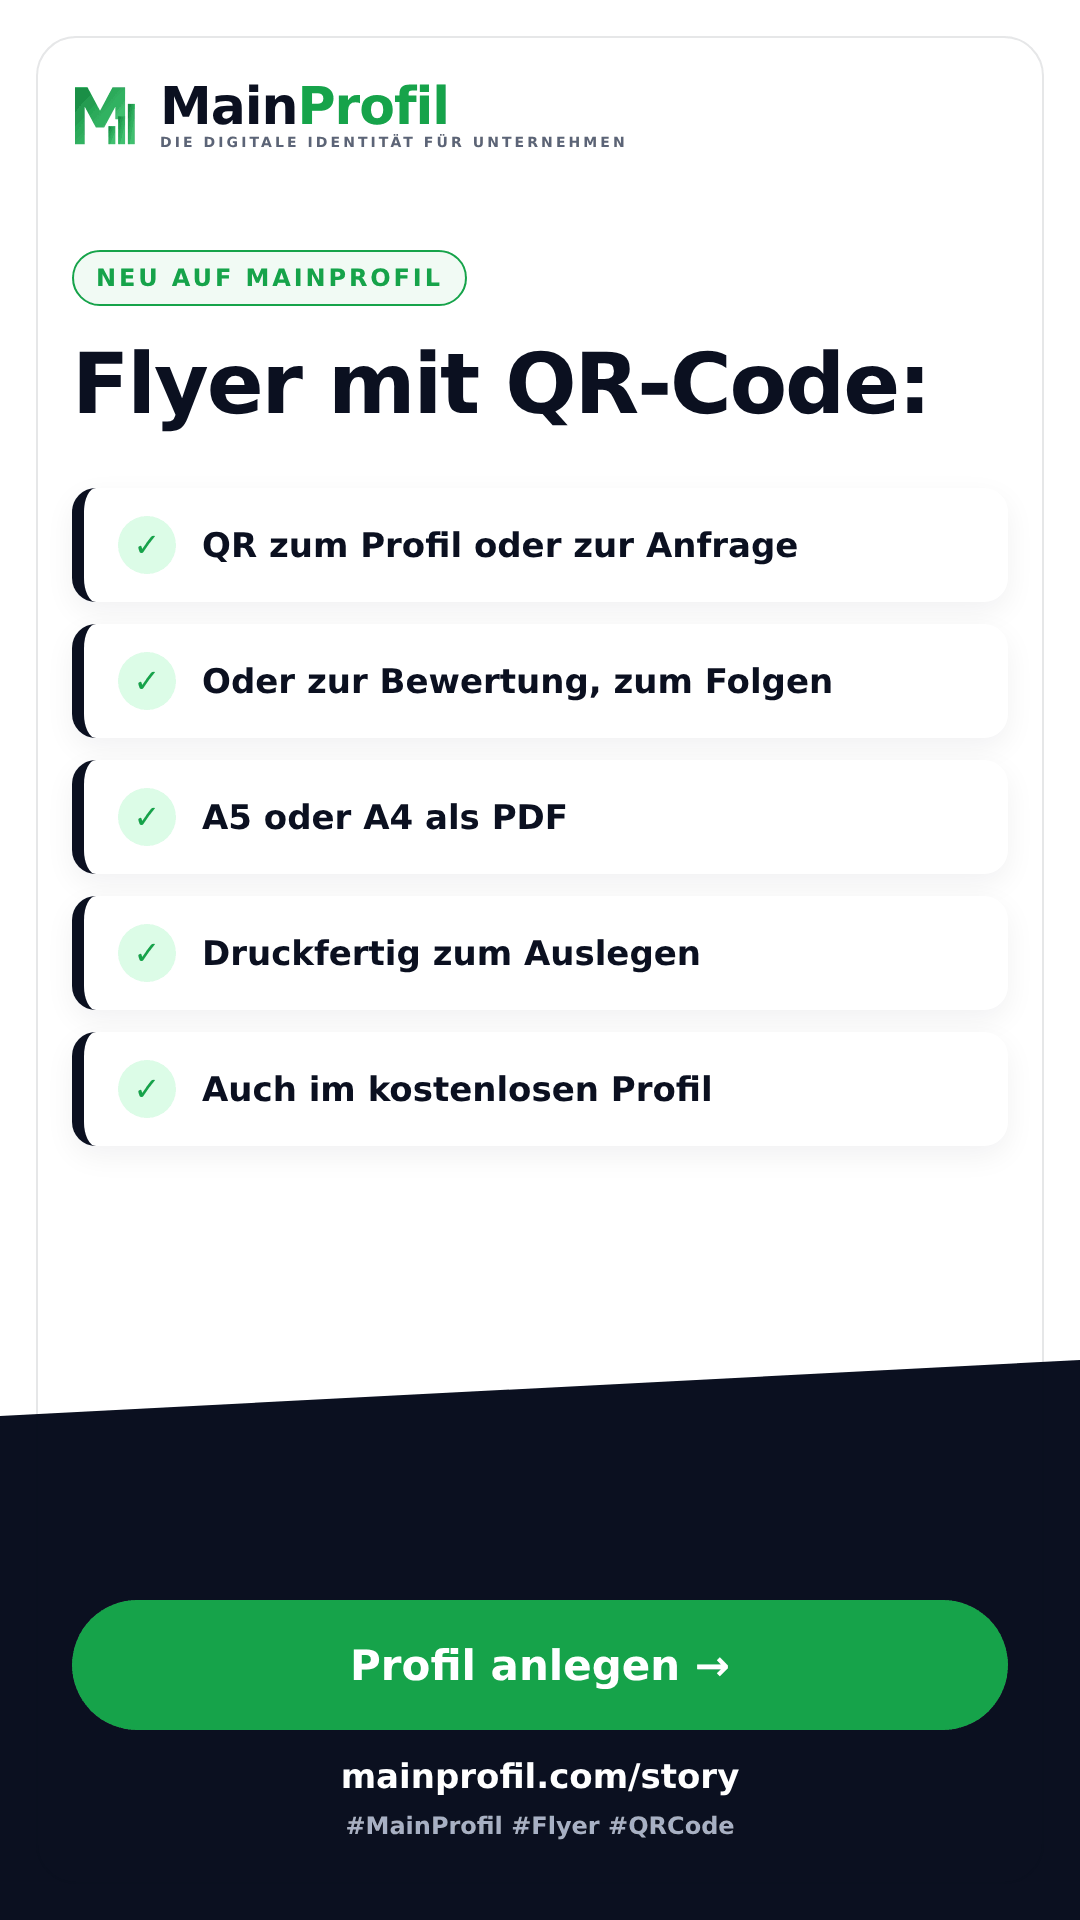 MainProfil
DIE DIGITALE IDENTITÄT FÜR UNTERNEHMEN
NEU AUF MAINPROFIL
Flyer mit QR-Code:
✓ QR zum Profil oder zur Anfrage
✓ Oder zur Bewertung, zum Folgen
✓ A5 oder A4 als PDF
✓ Druckfertig zum Auslegen
✓ Auch im kostenlosen Profil
Profil anlegen →
mainprofil.com/story
#MainProfil #Flyer #QRCode